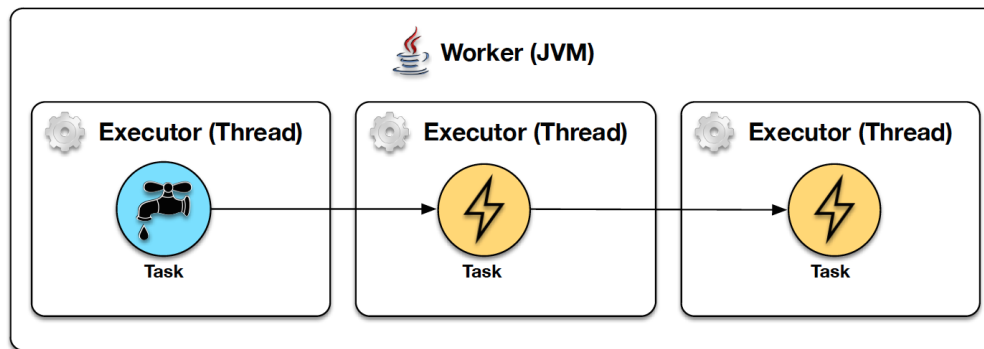 Worker (JVM)
Executor (Thread)
Executor (Thread)
Executor (Thread)
Task
Task
Task